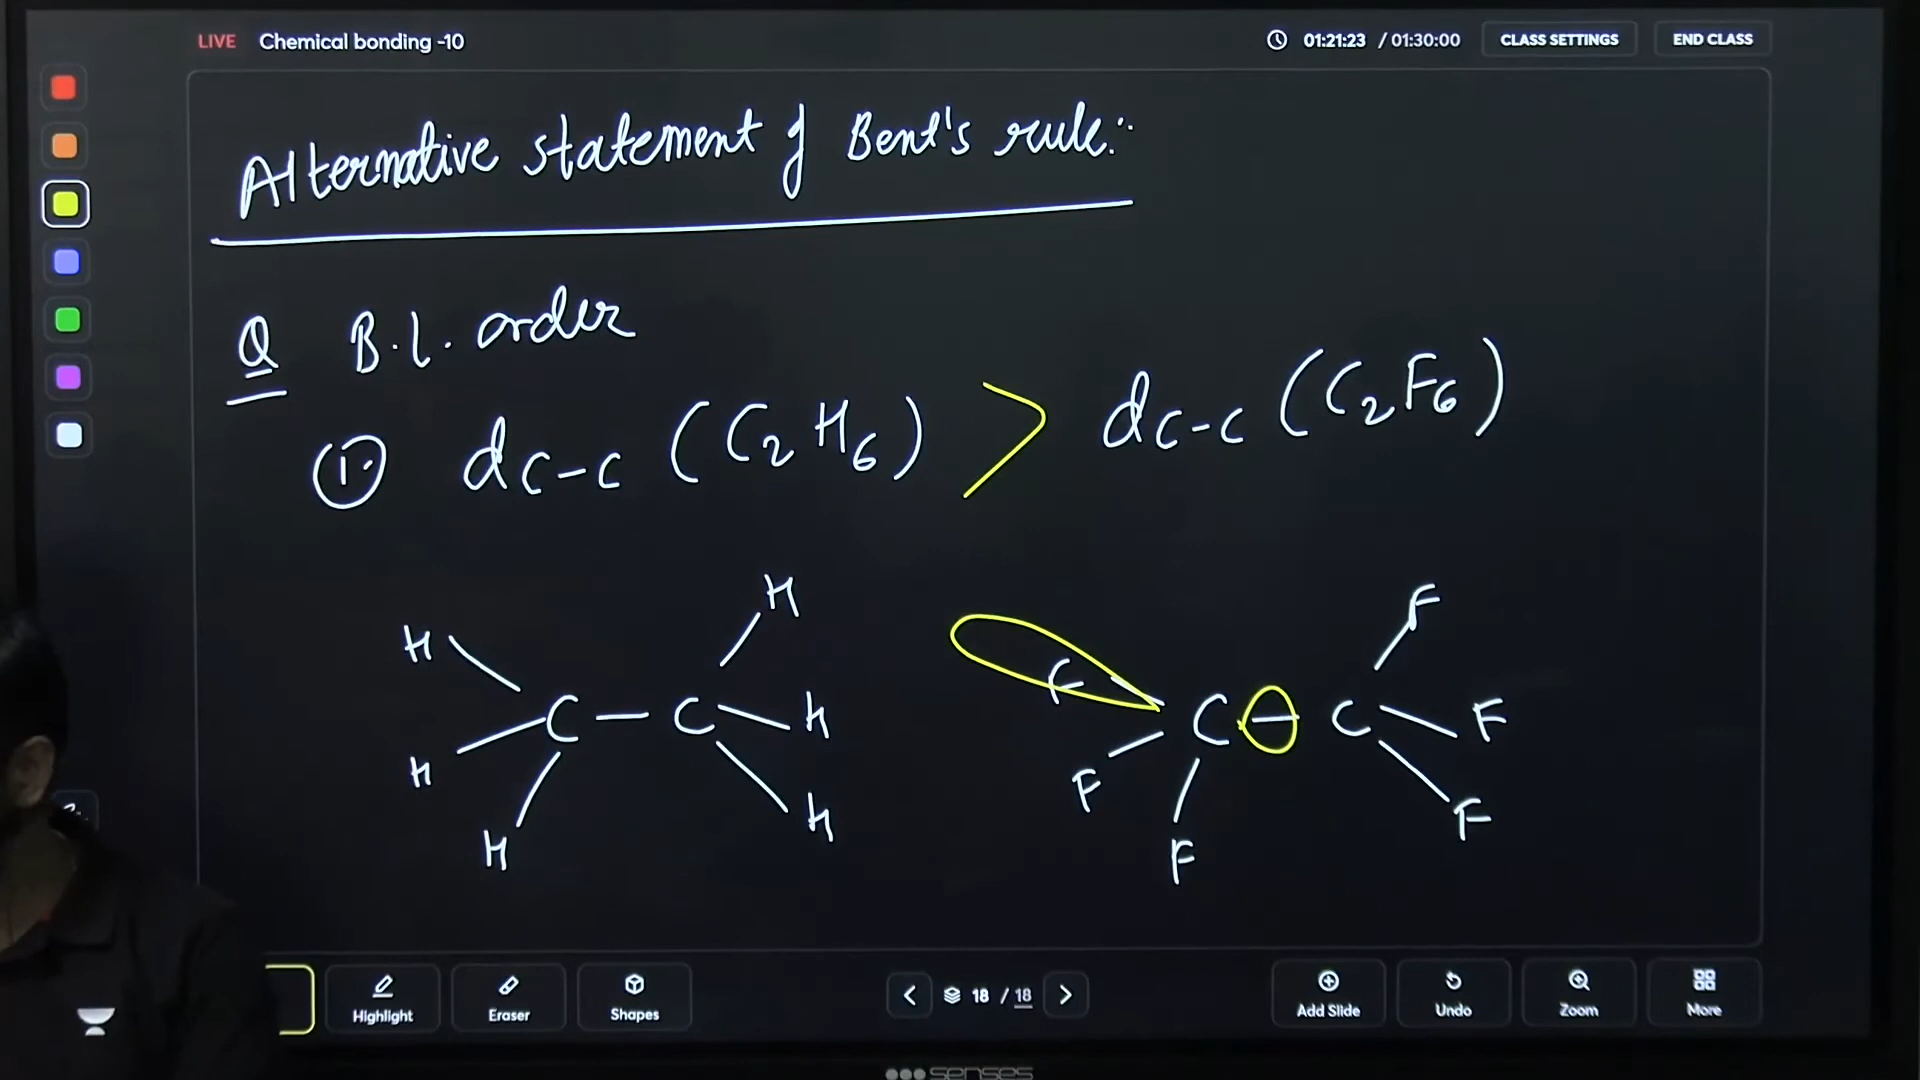 LIVE Chemical bonding -10 01:21:23 / 01:30:00 CLASS SETTINGS END CLASS
Alternative statement of Bent's rule:
Q B.L. order
① dC-C (C2H6) > dC-C (C2F6)
H H F
H F
C – C H C – C F
H F
H F
H F
Highlight Eraser Shapes 18 / 18 Add Slide Undo Zoom More
senses